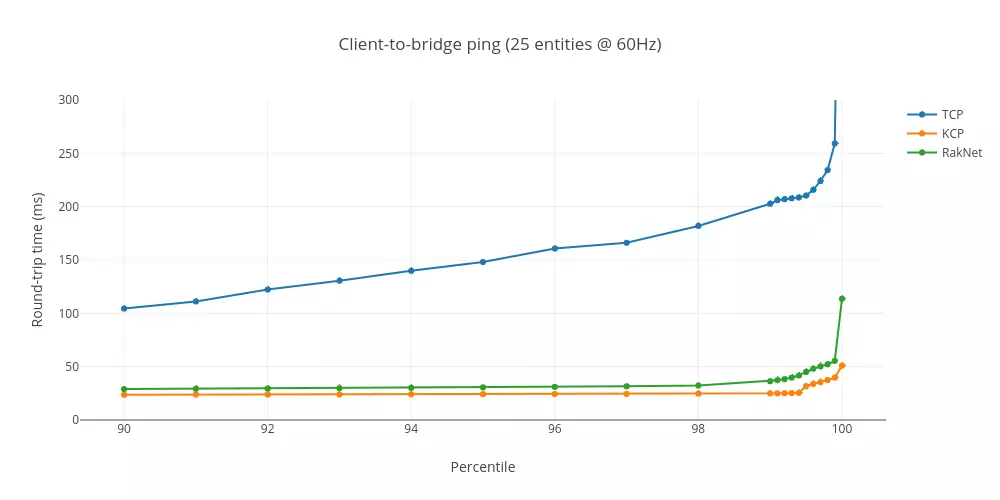 Client-to-bridge ping (25 entities @ 60Hz)
300
250
200
150
100
50
0
Round-trip time (ms)
90
92
94
96
98
100
Percentile
TCP
KCP
RakNet